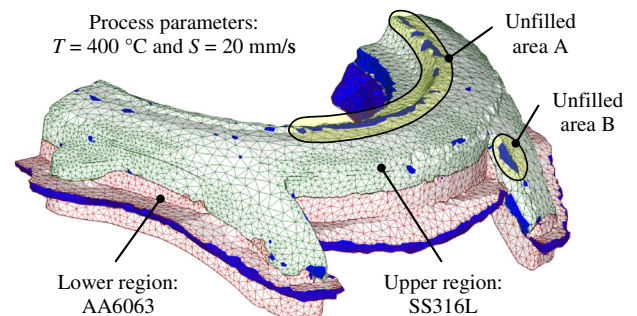 Process parameters:
T = 400 °C and S = 20 mm/s
Unfilled
area A
Unfilled
area B
Lower region:
AA6063
Upper region:
SS316L